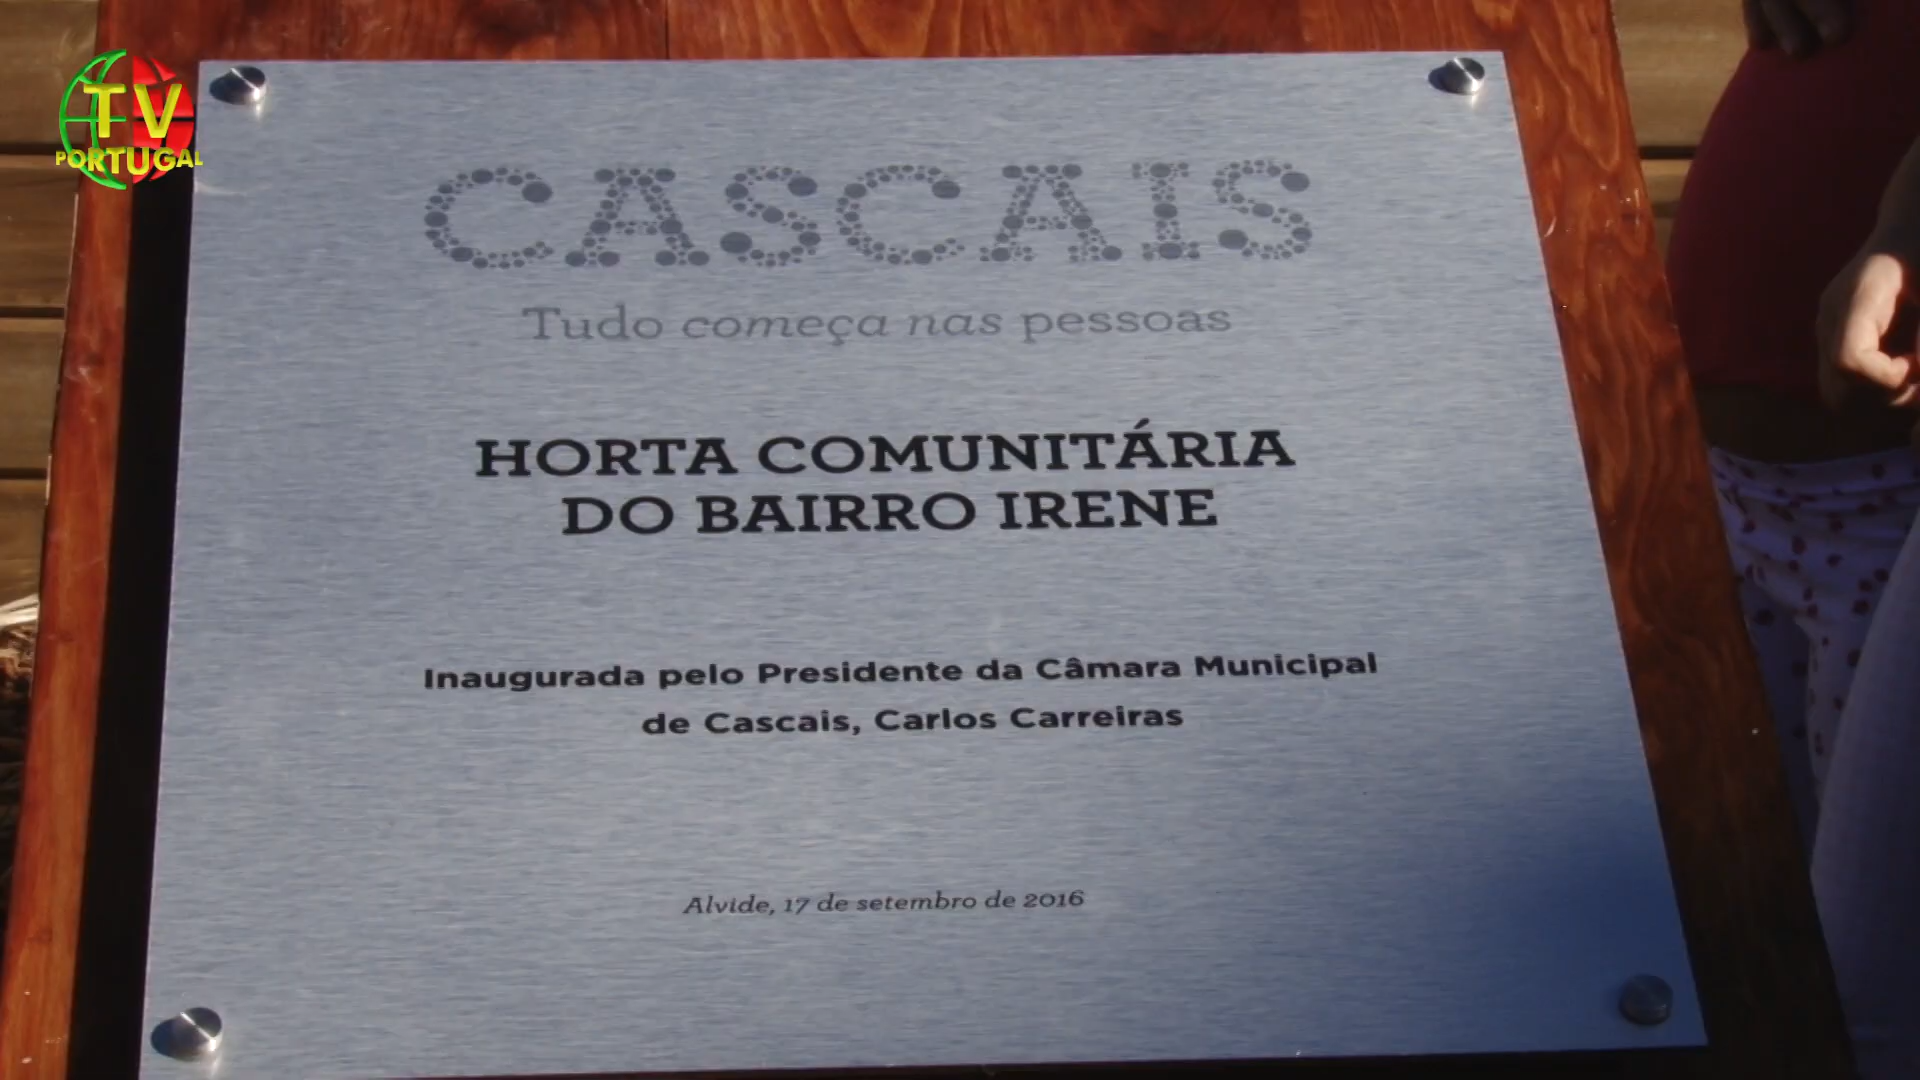 TV
PORTUGAL
CASCAIS
Tudo começa nas pessoas
HORTA COMUNITÁRIA
DO BAIRRO IRENE
Inaugurada pelo Presidente da Câmara Municipal
de Cascais, Carlos Carreiras
Alvide, 17 de setembro de 2016